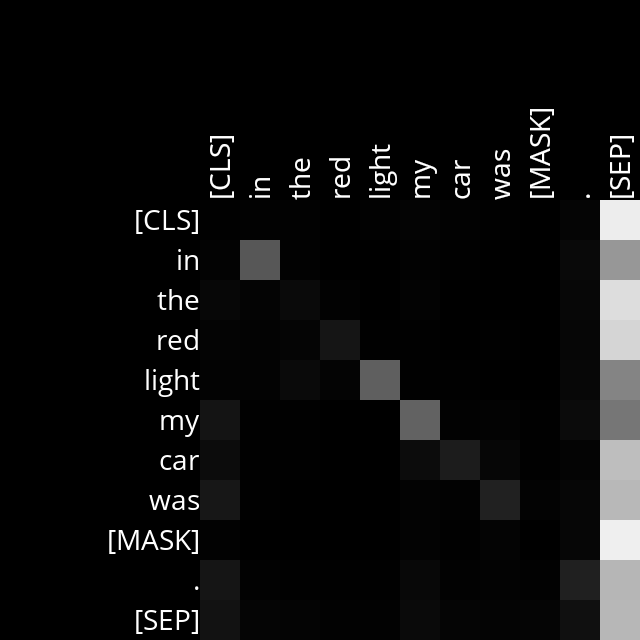 [CLS] in the red light my car was [MASK] . [SEP]
[CLS]
in
the
red
light
my
car
was
[MASK]
.
[SEP]